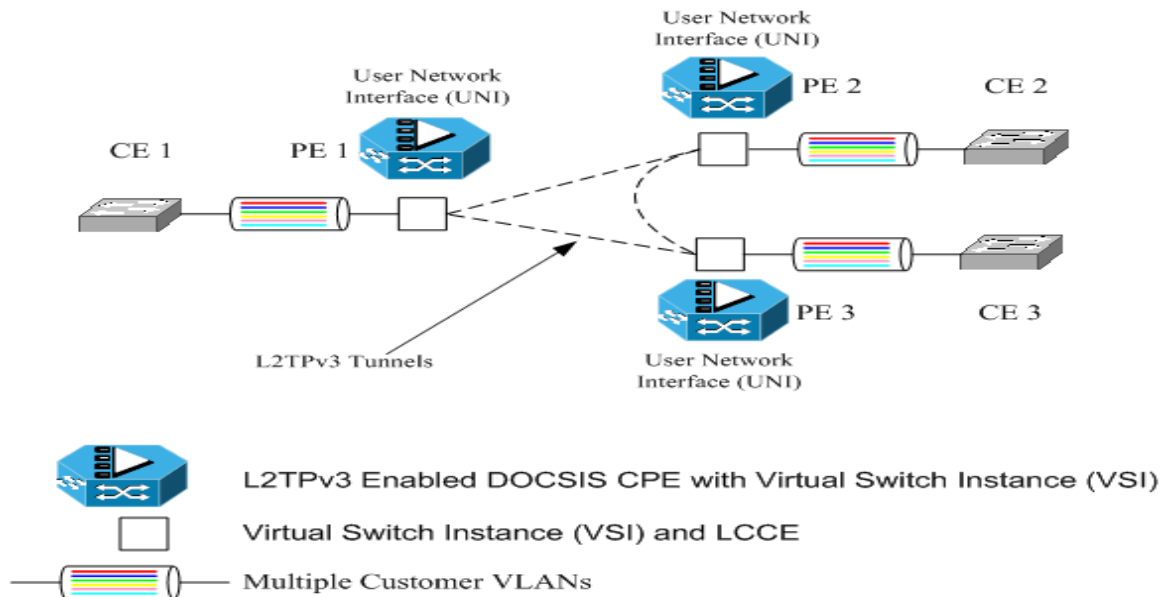 User Network
Interface (UNI)
PE 2
CE 2
User Network
Interface (UNI)
CE 1
PE 1
PE 3
CE 3
L2TPv3 Tunnels
User Network
Interface (UNI)
L2TPv3 Enabled DOCSIS CPE with Virtual Switch Instance (VSI)
Virtual Switch Instance (VSI) and LCCE
Multiple Customer VLANs